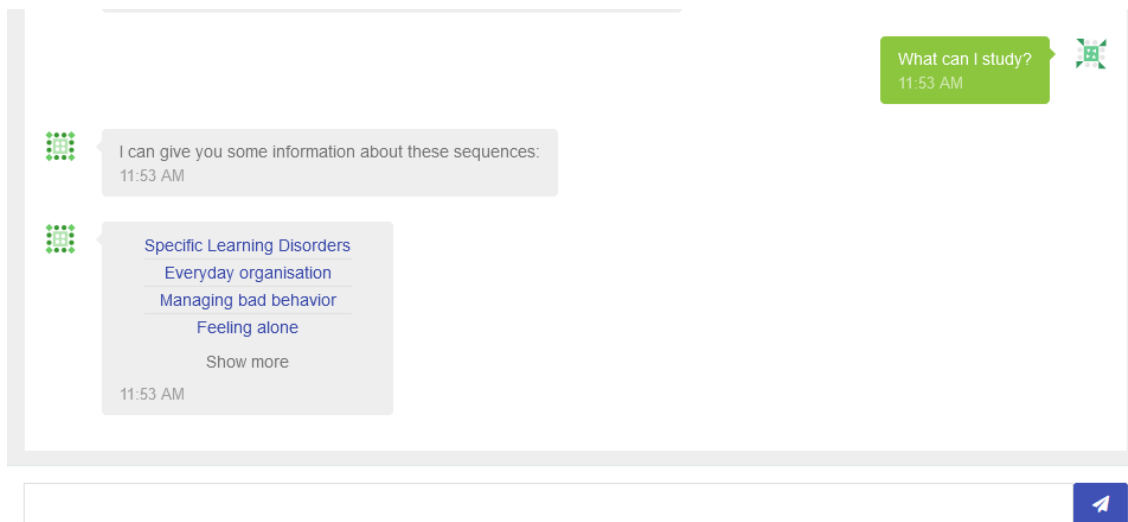 What can I study?
11:53 AM
I can give you some information about these sequences:
11:53 AM
Specific Learning Disorders
Everyday organisation
Managing bad behavior
Feeling alone
Show more
11:53 AM